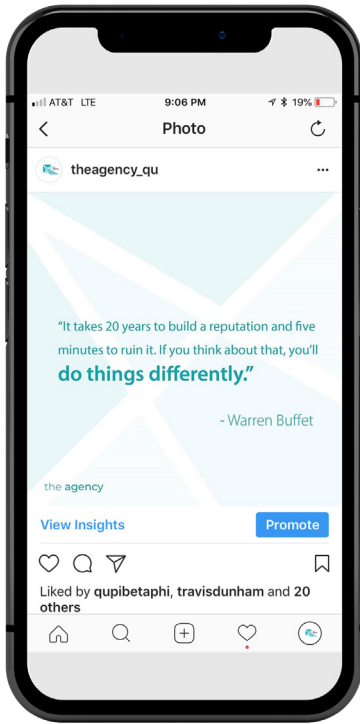 AT&T LTE 9:06 PM 19%
Photo
theagency_qu
“It takes 20 years to build a reputation and five
minutes to ruin it. If you think about that, you’ll
do things differently.”
- Warren Buffet
the agency
View Insights Promote
Liked by qupibetaphi, travisdunham and 20
others